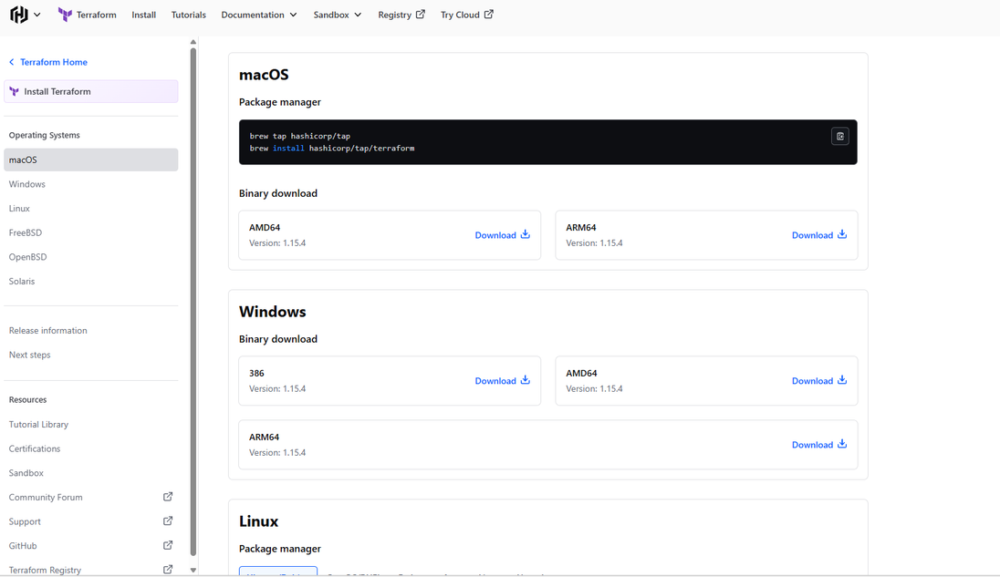 Terraform Install Tutorials Documentation Sandbox Registry Try Cloud
Terraform Home
Install Terraform
Operating Systems
macOS
Windows
Linux
FreeBSD
OpenBSD
Solaris
Release information
Next steps
Resources
Tutorial Library
Certifications
Sandbox
Community Forum
Support
GitHub
Terraform Registry
macOS
Package manager
brew tap hashicorp/tap
brew install hashicorp/tap/terraform
Binary download
AMD64
Version: 1.15.4
Download
ARM64
Version: 1.15.4
Download
Windows
Binary download
386
Version: 1.15.4
Download
AMD64
Version: 1.15.4
Download
ARM64
Version: 1.15.4
Download
Linux
Package manager